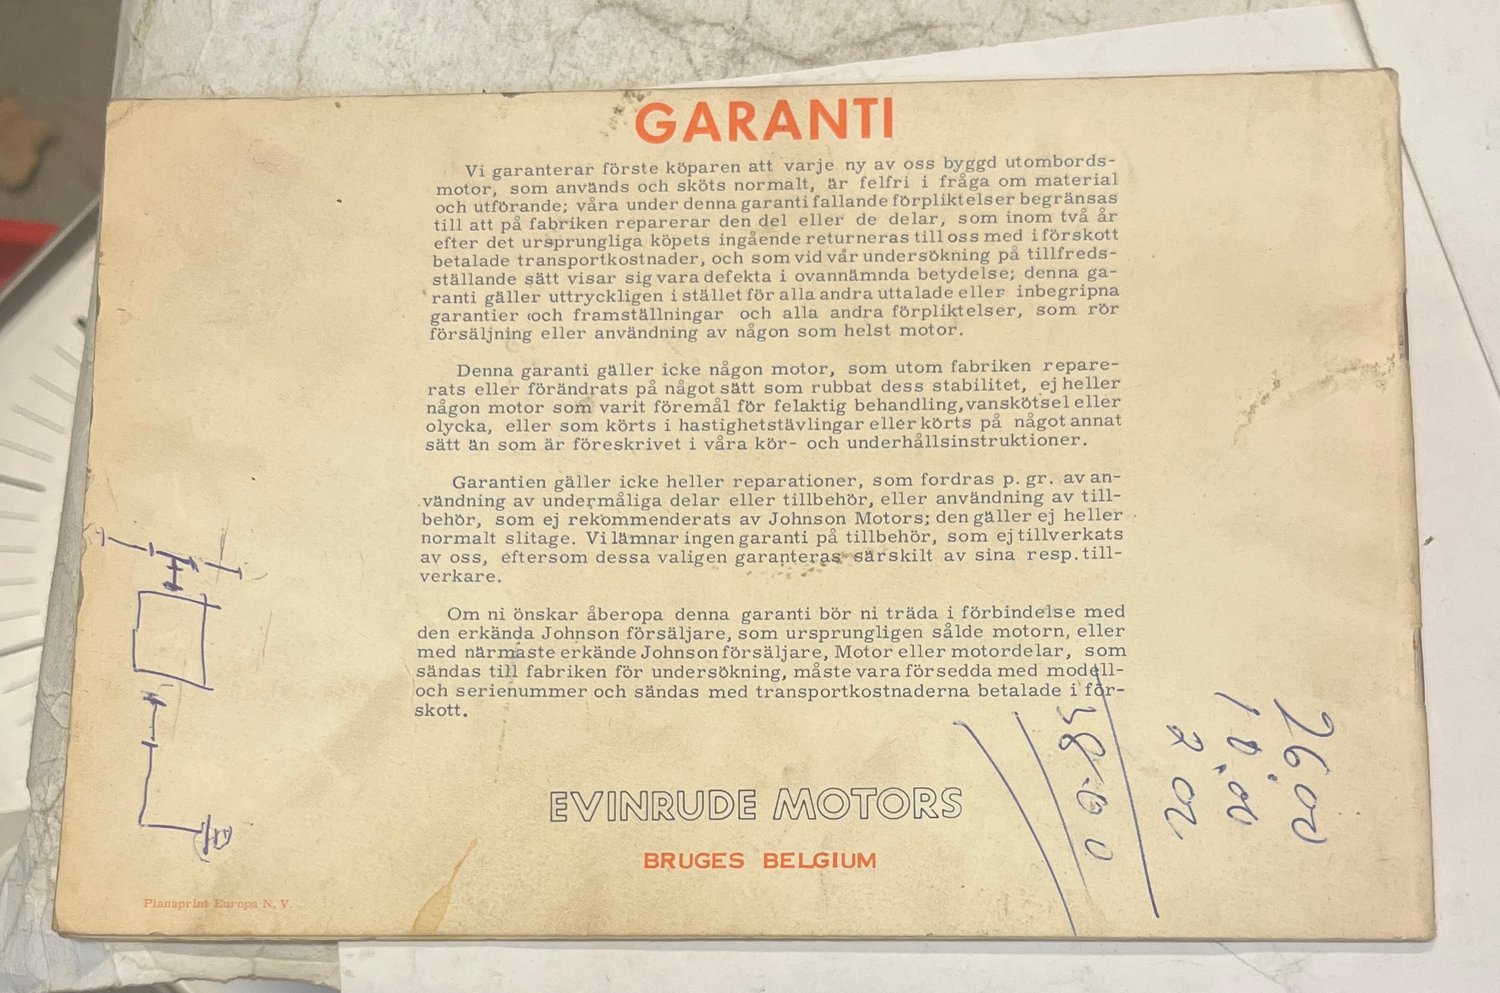 GARANTI
Vi garanterar förste köparen att varje ny av oss byggd utombords-
motor, som används och sköts normalt, är felfri i fråga om material
och utförande; våra under denna garanti fallande förpliktelser begränsas
till att på fabriken reparerar den del eller de delar, som inom två år
efter det ursprungliga köpets ingående returneras till oss med i förskott
betalade transportkostnader, och som vid vår undersökning på tillfreds-
ställande sätt visar sig vara defekta i ovannämnda betydelse; denna ga-
ranti gäller uttryckligen i stället för alla andra uttalade eller inbegripna
garantier och framställningar och alla andra förpliktelser, som rör
försäljning eller användning av någon som helst motor.
Denna garanti gäller icke någon motor, som utom fabriken repare-
rats eller förändrats på något sätt som rubbat dess stabilitet, ej heller
någon motor som varit föremål för felaktig behandling, vanskötsel eller
olycka, eller som körts i hastighetstävlingar eller körts på något annat
sätt än som är föreskrivet i våra kör- och underhållsinstruktioner.
Garantien gäller icke heller reparationer, som fordras p. gr. av an-
vändning av undermåliga delar eller tillbehör, eller användning av till-
behör, som ej rekommenderats av Johnson Motors; den gäller ej heller
normalt slitage. Vi lämnar ingen garanti på tillbehör, som ej tillverkats
av oss, eftersom dessa valigen garanteras särskilt av sina resp. till-
verkare.
Om ni önskar åberopa denna garanti bör ni träda i förbindelse med
den erkända Johnson försäljare, som ursprungligen sålde motorn, eller
med närmaste erkände Johnson försäljare, Motor eller motordelar, som
sändas till fabriken för undersökning, måste vara försedda med modell-
och serienummer och sändas med transportkostnaderna betalade i för-
skott.
EVINRUDE MOTORS
BRUGES BELGIUM
Planaprint Europa N. V.
26.00